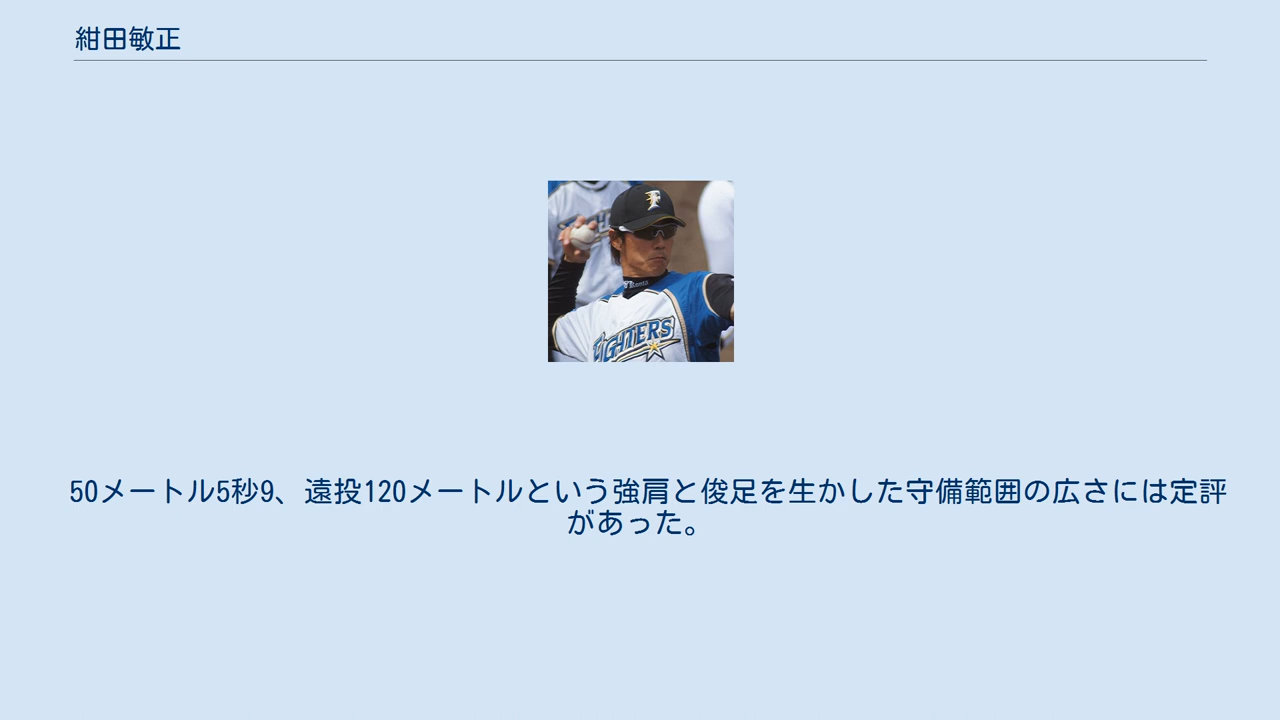 紺田敏正
F
FIGHTERS
50メートル5秒9、遠投120メートルという強肩と俊足を生かした守備範囲の広さには定評
があった。